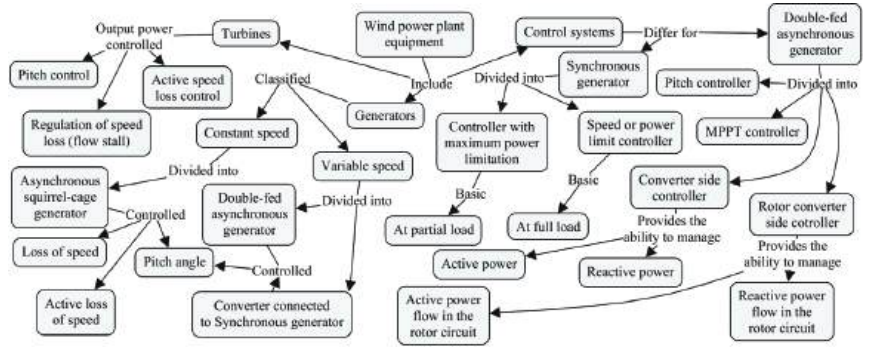 Output power
controlled
Turbines
Wind power plant
equipment
Control systems
Differ for
Double-fed
asynchronous
generator
Pitch control
Active speed
loss control
Classified
Include
Divided into
Synchronous
generator
Pitch controller
Divided into
Regulation of speed
loss (flow stall)
Constant speed
Generators
Controller with
maximum power
limitation
Speed or power
limit controller
MPPT controller
Divided into
Variable speed
Asynchronous
squirrel-cage
generator
Double-fed
asynchronous
generator
Divided into
Basic
Basic
Converter side
controller
Rotor converter
side cotroller
Controlled
At partial load
At full load
Provides the
ability to manage
Provides the
ability to manage
Loss of speed
Pitch angle
Controlled
Active power
Reactive power
Active loss
of speed
Converter connected
to Synchronous generator
Active power
flow in the
rotor circuit
Reactive power
flow in the
rotor circuit